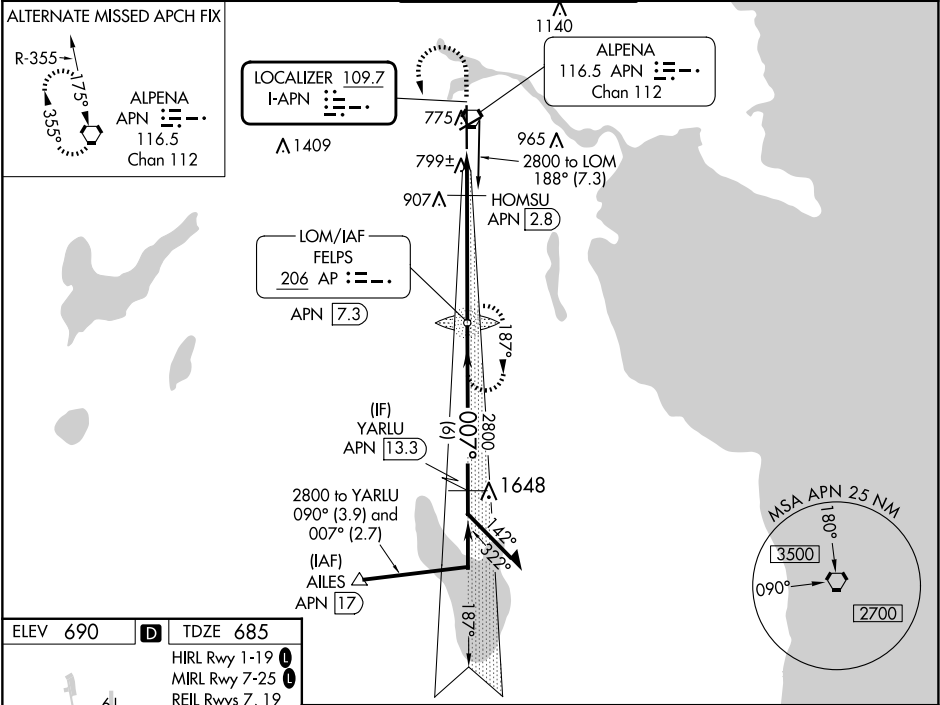 ALTERNATE MISSED APCH FIX
R-355
175°
355°
ALPENA
APN
116.5
Chan 112
1140
LOCALIZER 109.7
I-APN
ALPENA
116.5 APN
Chan 112
1409
775
965
799±
2800 to LOM
188° (7.3)
907
HOMSU
APN 2.8
LOM/IAF
FELPS
206 AP
APN 7.3
187°
(IF)
YARLU
APN 13.3
2800
007°
(6)
1648
2800 to YARLU
090° (3.9) and
007° (2.7)
(IAF)
AILES
APN 17
142°
322°
187°
MSA APN 25 NM
180°
3500
090°
2700
ELEV 690 D TDZE 685
HIRL Rwy 1-19 L
MIRL Rwy 7-25 L
REIL Rwys 7, 19